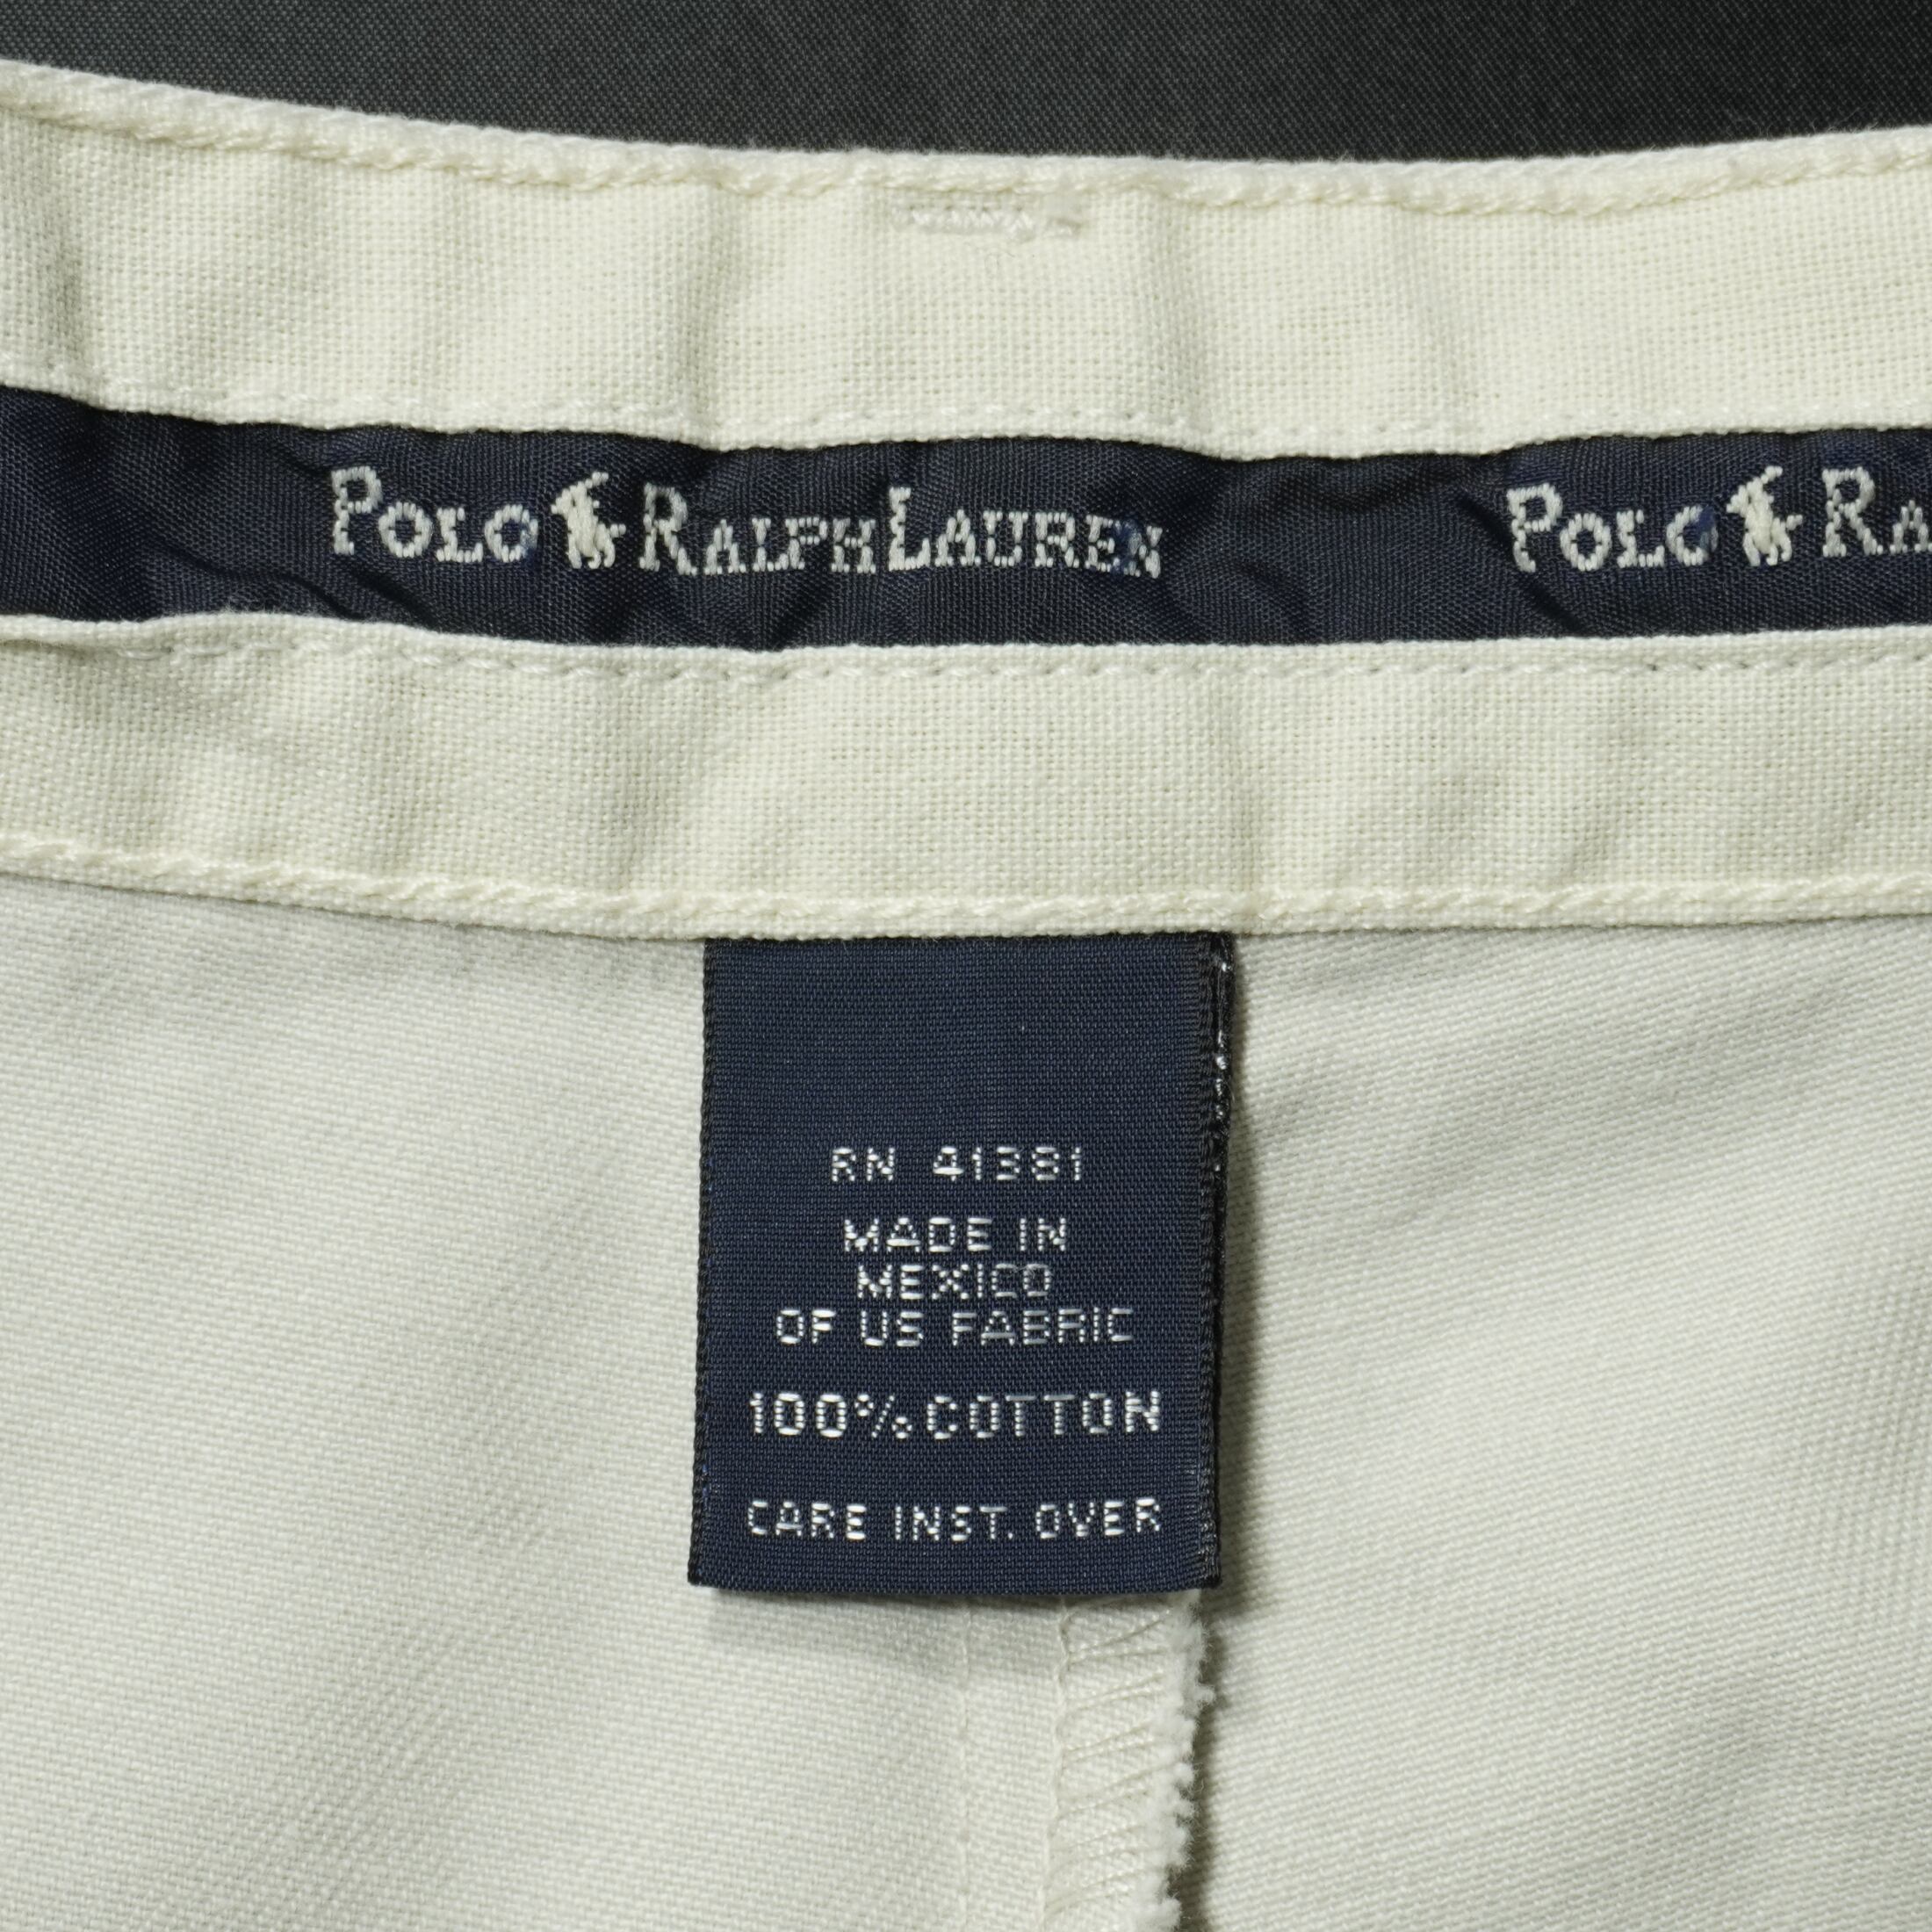 POLO RALPH LAUREN POLO RA
RN 41381
MADE IN
MEXICO
OF US FABRIC
100% COTTON
CARE INST. OVER